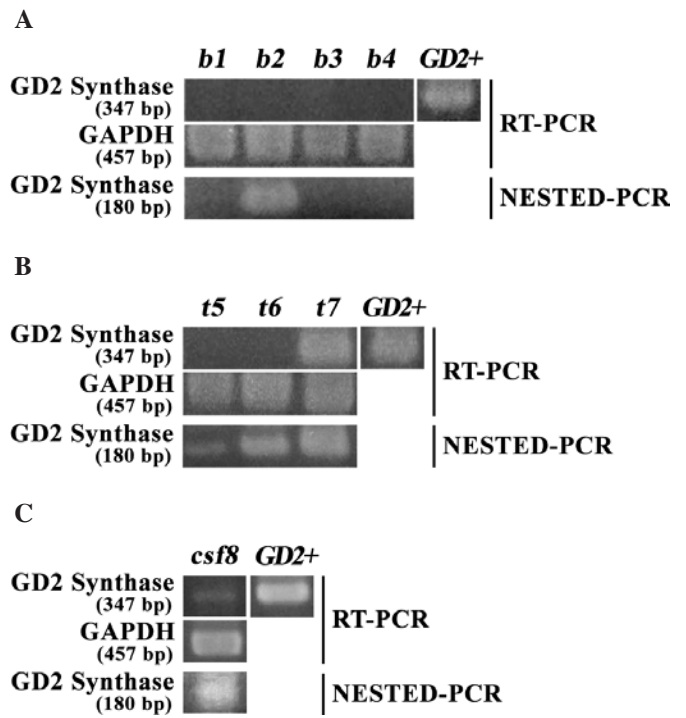 A
b1 b2 b3 b4 GD2+
GD2 Synthase
(347 bp)
GAPDH
(457 bp)
RT-PCR
GD2 Synthase
(180 bp)
NESTED-PCR
B
t5 t6 t7 GD2+
GD2 Synthase
(347 bp)
GAPDH
(457 bp)
RT-PCR
GD2 Synthase
(180 bp)
NESTED-PCR
C
csf8 GD2+
GD2 Synthase
(347 bp)
GAPDH
(457 bp)
RT-PCR
GD2 Synthase
(180 bp)
NESTED-PCR